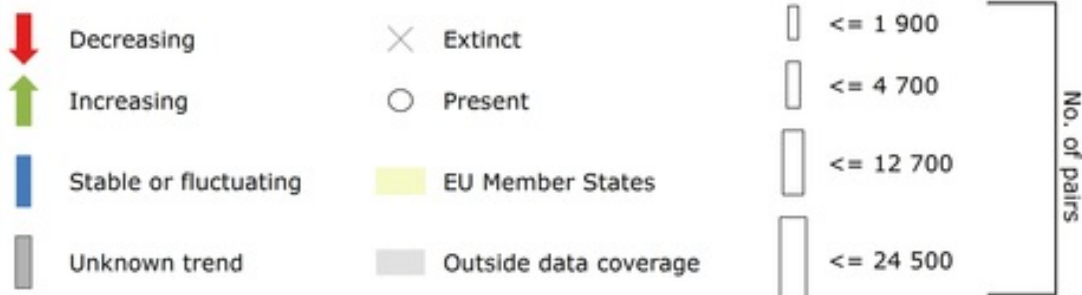 Decreasing
Increasing
Stable or fluctuating
Unknown trend
Extinct
Present
EU Member States
Outside data coverage
<= 1 900
<= 4 700
<= 12 700
<= 24 500
No. of pairs